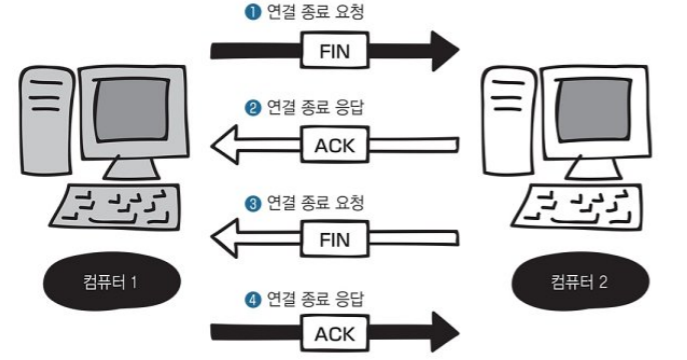 ❶ 연결 종료 요청
FIN
❷ 연결 종료 응답
ACK
❸ 연결 종료 요청
FIN
컴퓨터 1
컴퓨터 2
❹ 연결 종료 응답
ACK